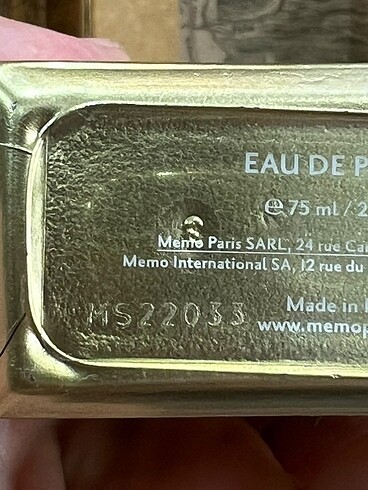 EAU DE P
℮ 75 ml / 2
Memo Paris SARL, 24 rue Ca
Memo International SA, 12 rue du
Made in
MS22033
www.memop